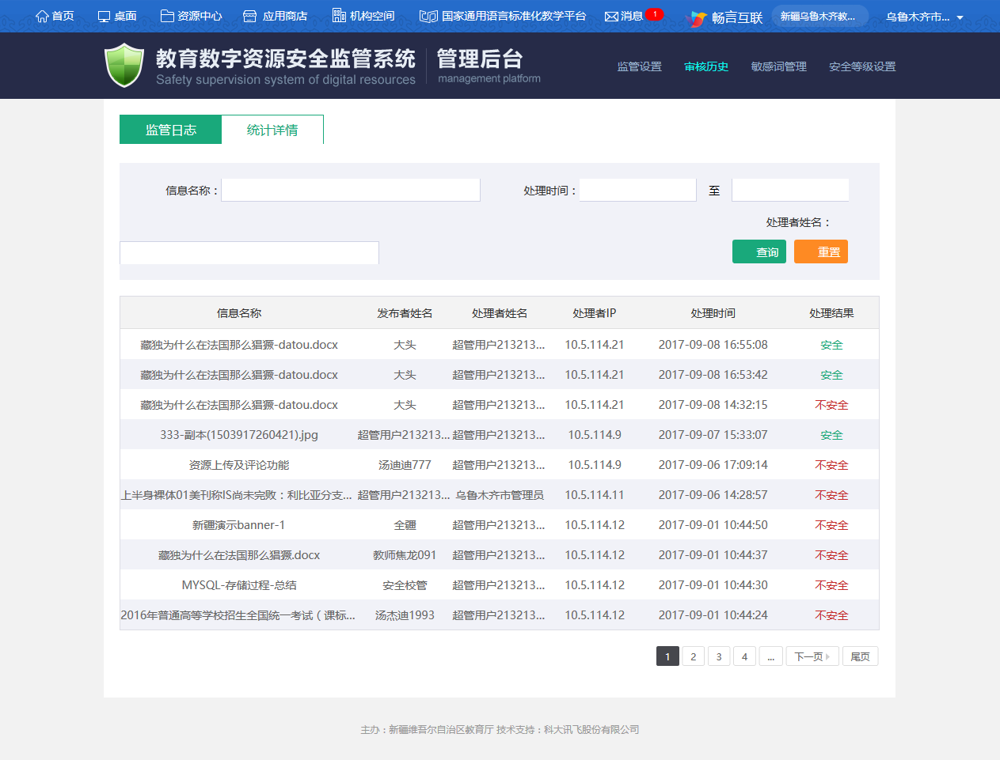 首页 桌面 资源中心 应用商店 机构空间 国家通用语言标准化教学平台 消息 1 畅言互联 新疆乌鲁木齐教... 乌鲁木齐市...
教育数字资源安全监管系统 管理后台
Safety supervision system of digital resources management platform
监管设置 审核历史 敏感词管理 安全等级设置
监管日志 统计详情
信息名称： 处理时间： 至
处理者姓名：
查询 重置
信息名称 发布者姓名 处理者姓名 处理者IP 处理时间 处理结果
藏独为什么在法国那么猖獗-datou.docx 大头 超管用户213213... 10.5.114.21 2017-09-08 16:55:08 安全
藏独为什么在法国那么猖獗-datou.docx 大头 超管用户213213... 10.5.114.21 2017-09-08 16:53:42 安全
藏独为什么在法国那么猖獗-datou.docx 大头 超管用户213213... 10.5.114.21 2017-09-08 14:32:15 不安全
333-副本(1503917260421).jpg 超管用户213213... 超管用户213213... 10.5.114.9 2017-09-07 15:33:07 安全
资源上传及评论功能 汤迪迪777 超管用户213213... 10.5.114.9 2017-09-06 17:09:14 不安全
上半身裸体01美刊称IS尚未完败：利比亚分支... 超管用户213213... 乌鲁木齐市管理员 10.5.114.11 2017-09-06 14:28:57 不安全
新疆演示banner-1 全疆 超管用户213213... 10.5.114.12 2017-09-01 10:44:50 不安全
藏独为什么在法国那么猖獗.docx 教师焦龙091 超管用户213213... 10.5.114.12 2017-09-01 10:44:37 不安全
MYSQL-存储过程-总结 安全校管 超管用户213213... 10.5.114.12 2017-09-01 10:44:30 不安全
2016年普通高等学校招生全国统一考试（课标... 汤杰迪1993 超管用户213213... 10.5.114.12 2017-09-01 10:44:24 不安全
1 2 3 4 ... 下一页 尾页
主办：新疆维吾尔自治区教育厅 技术支持：科大讯飞股份有限公司